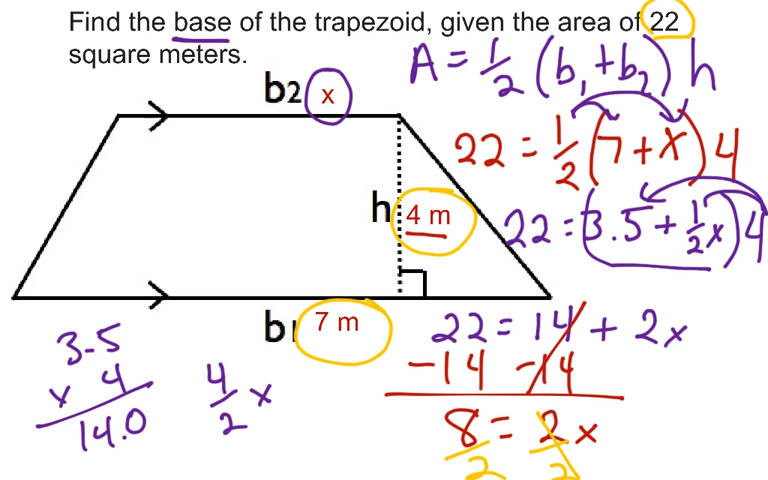 Find the base of the trapezoid, given the area of 22
square meters.
A = 1/2 (b₁ + b₂) h
b2 x
22 = 1/2 (7 + x) 4
h 4 m
22 = (3.5 + 1/2 x) 4
b1 7 m
22 = 14 + 2x
-14 -14
8 = 2x
2 2
3.5
x 4
14.0
4/2 x